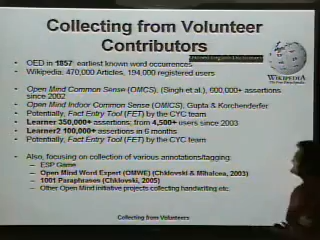 Collecting from Volunteer
Contributors
• OED in 1857: earliest known word occurrences
• Wikipedia, 470,000 Articles, 194,000 registered users
WIKIPEDIA
The Free Encyclopedia
• Open Mind Common Sense (OMCS), (Singh et al.), 600,000+ assertions
since 2002
• Open Mind Indoor Common Sense (OMICS), Gupta & Korchenderfer
• Potentially, Fact Entry Tool (FET) by the CYC team
• Learner 350,000+ assertions; from 4,500+ users since 2003
• Learner2 100,000+ assertions in 6 months
• Potentially, Fact Entry Tool (FET) by the CYC team
• Also, focusing on collection of various annotations/tagging:
– ESP Game
– Open Mind Word Expert (OMWE) (Chklovski & Mihalcea, 2003)
– 1001 Paraphrases (Chklovski, 2005)
– Other Open Mind initiative projects collecting handwriting etc.
Collecting from Volunteers